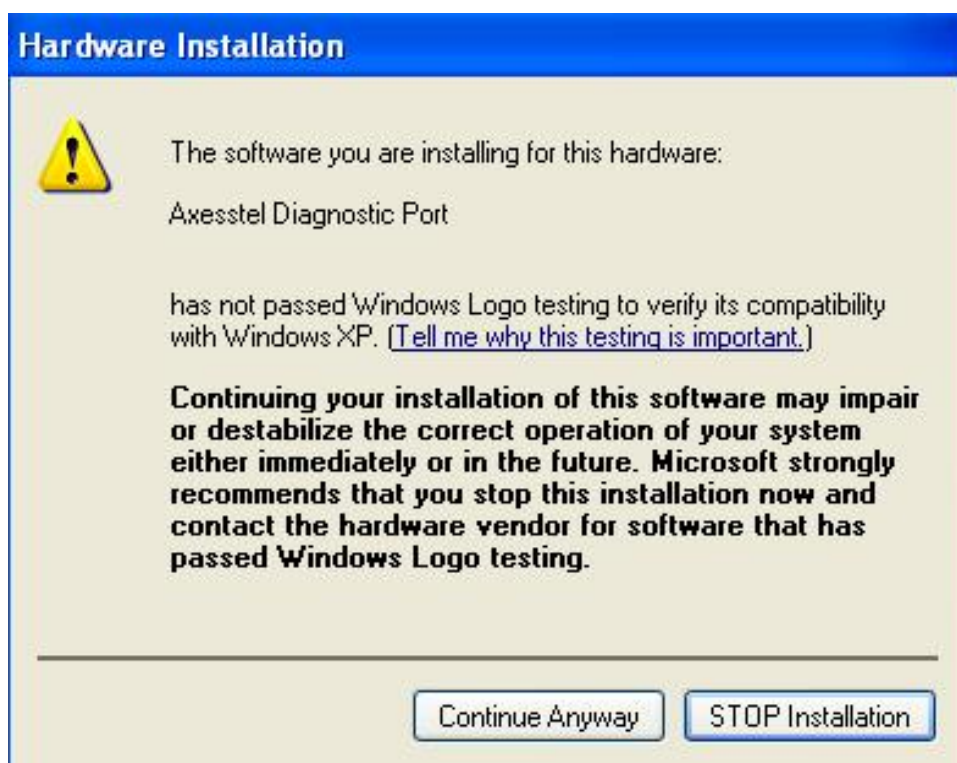 Hardware Installation
The software you are installing for this hardware:
Axesstel Diagnostic Port
has not passed Windows Logo testing to verify its compatibility
with Windows XP. (Tell me why this testing is important.)
Continuing your installation of this software may impair
or destabilize the correct operation of your system
either immediately or in the future. Microsoft strongly
recommends that you stop this installation now and
contact the hardware vendor for software that has
passed Windows Logo testing.
Continue Anyway
STOP Installation